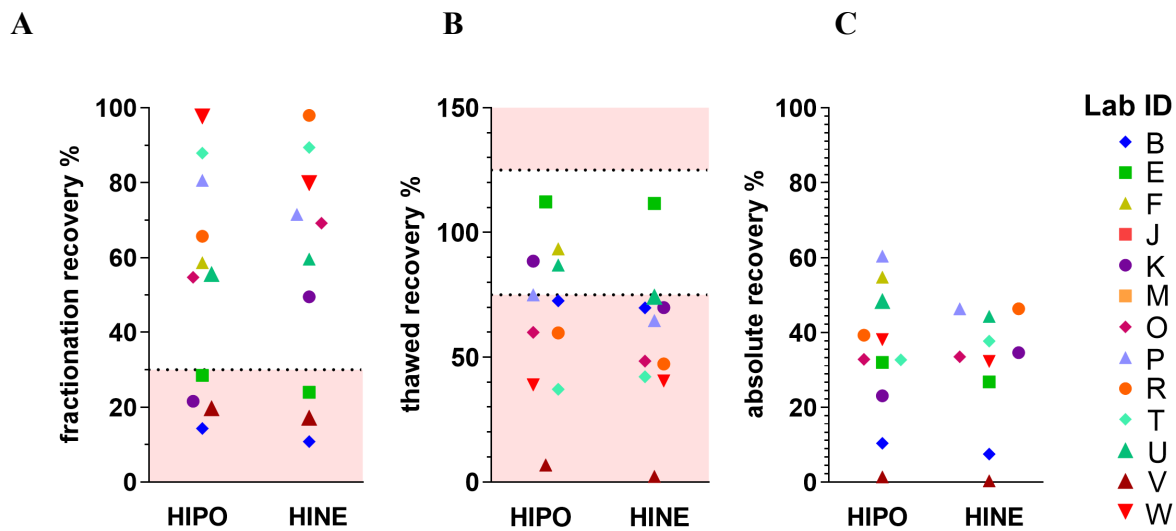 A
B
C
fractionation recovery %
100
80
60
40
20
0
HIPO HINE
thawed recovery %
150
100
50
0
HIPO HINE
absolute recovery %
100
80
60
40
20
0
HIPO HINE
Lab ID
B
E
F
J
K
M
O
P
R
T
U
V
W